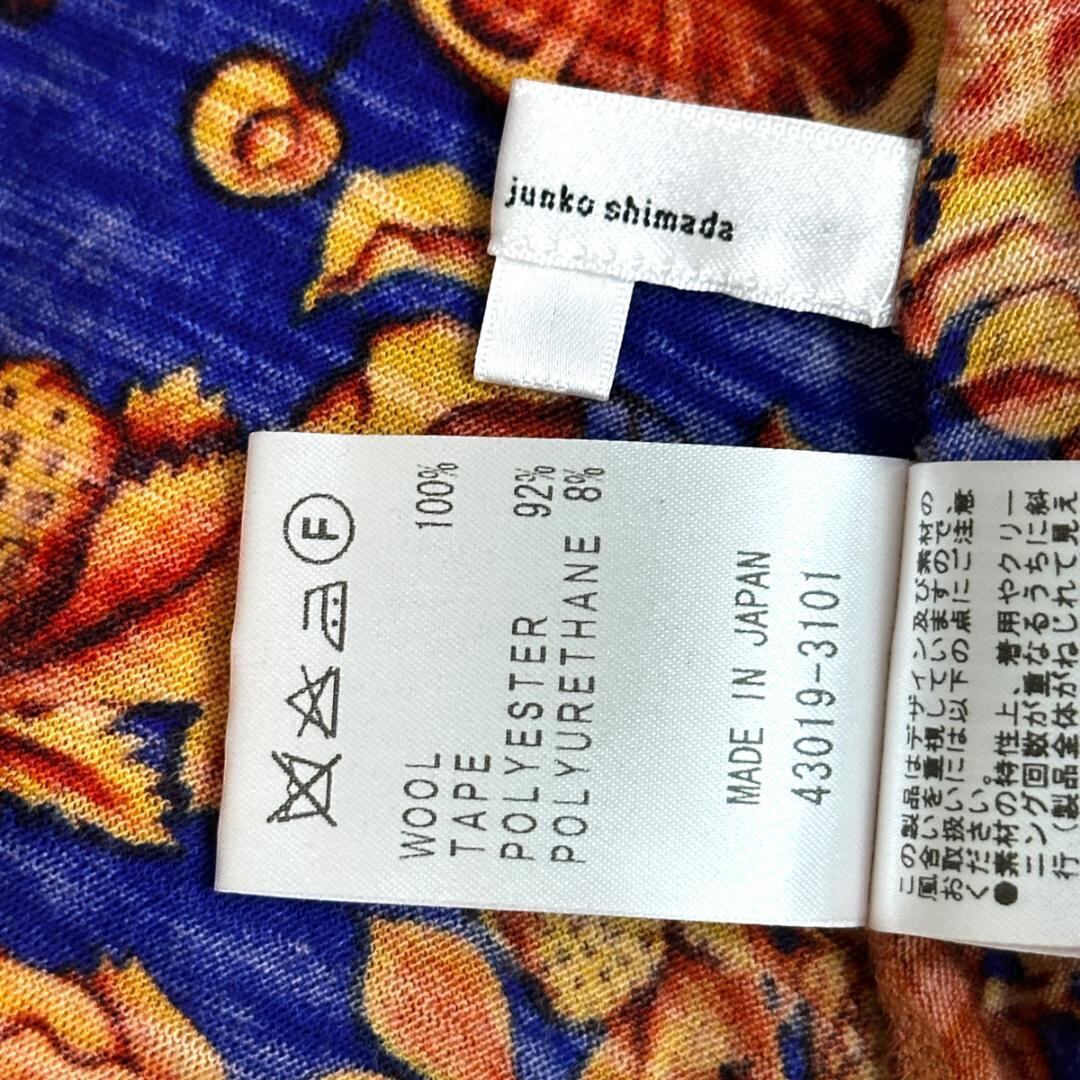 junko shimada
F
WOOL 100%
TAPE
POLYESTER 92%
POLYURETHANE 8%
MADE IN JAPAN
43019-3101
この製品はデザイン及び素材の
風合いを重視していますので、
お取扱いには以下の点にご注意
ください。
●素材の特性上、着用やクリー
ニング回数が重なるうちに斜
行（製品全体がねじれて見え